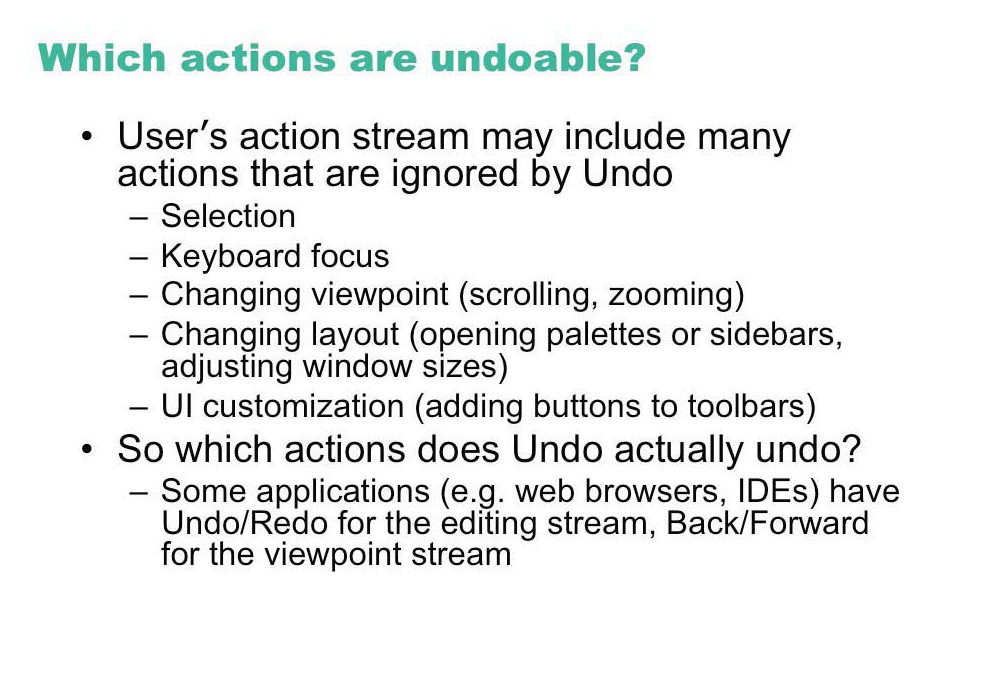 Which actions are undoable?
• User′s action stream may include many
actions that are ignored by Undo
– Selection
– Keyboard focus
– Changing viewpoint (scrolling, zooming)
– Changing layout (opening palettes or sidebars,
adjusting window sizes)
– UI customization (adding buttons to toolbars)
• So which actions does Undo actually undo?
– Some applications (e.g. web browsers, IDEs) have
Undo/Redo for the editing stream, Back/Forward
for the viewpoint stream